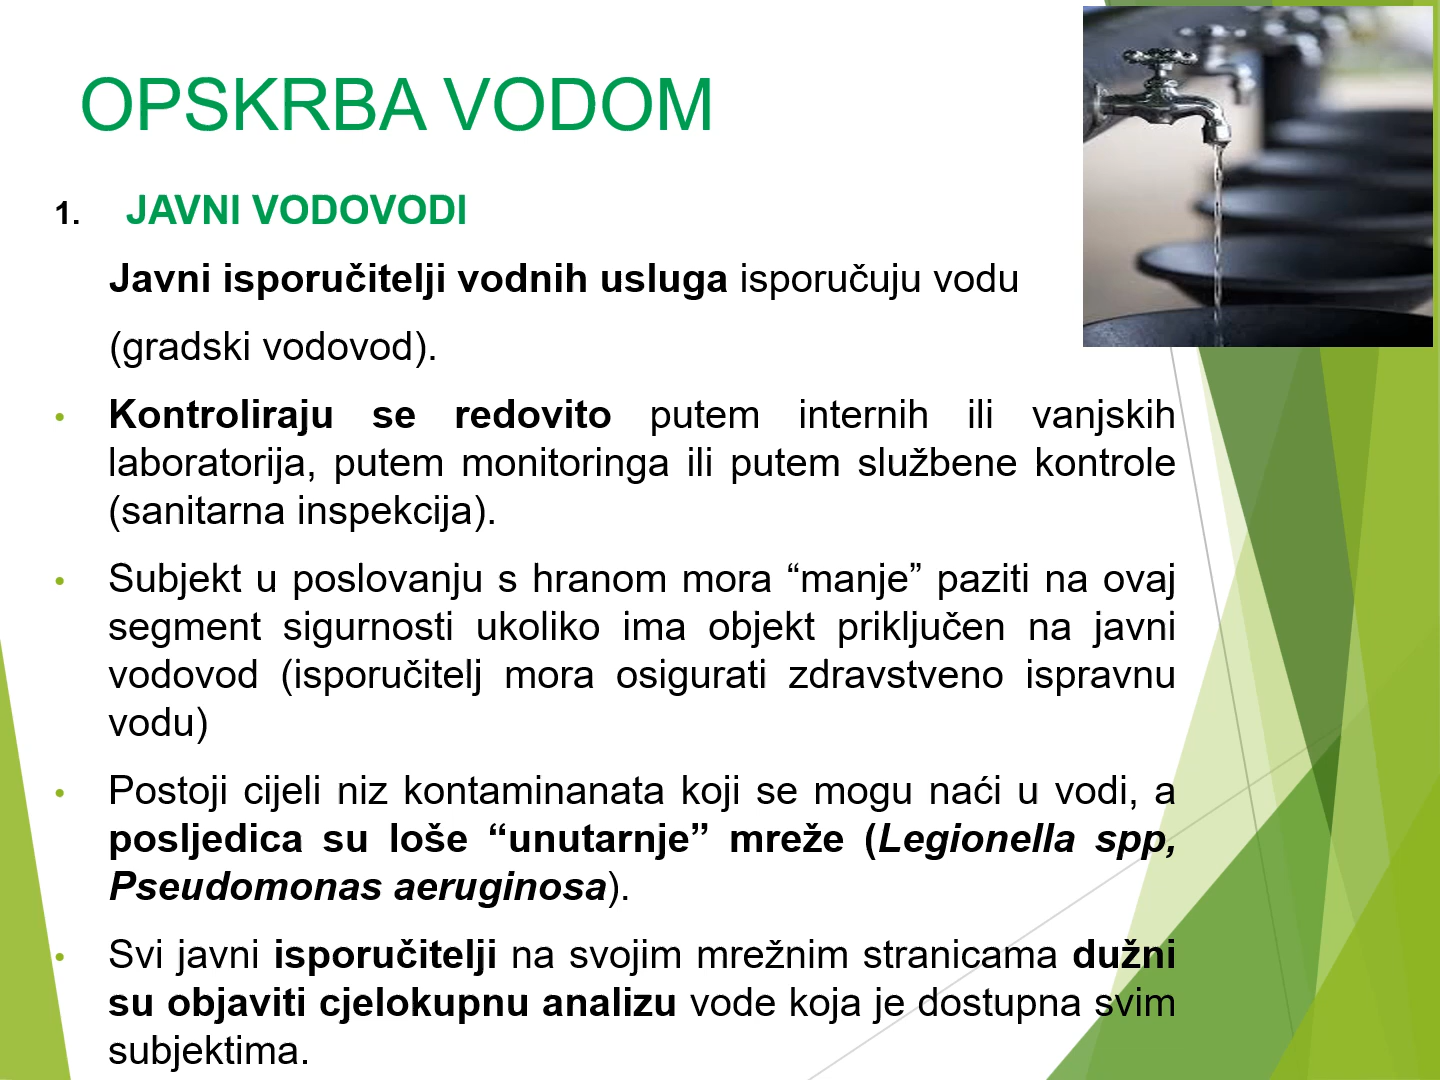 OPSKRBA VODOM
1. JAVNI VODOVODI
Javni isporučitelji vodnih usluga isporučuju vodu
(gradski vodovod).
• Kontroliraju se redovito putem internih ili vanjskih
laboratorija, putem monitoringa ili putem službene kontrole
(sanitarna inspekcija).
• Subjekt u poslovanju s hranom mora “manje” paziti na ovaj
segment sigurnosti ukoliko ima objekt priključen na javni
vodovod (isporučitelj mora osigurati zdravstveno ispravnu
vodu)
• Postoji cijeli niz kontaminanata koji se mogu naći u vodi, a
posljedica su loše “unutarnje” mreže (Legionella spp,
Pseudomonas aeruginosa).
• Svi javni isporučitelji na svojim mrežnim stranicama dužni
su objaviti cjelokupnu analizu vode koja je dostupna svim
subjektima.